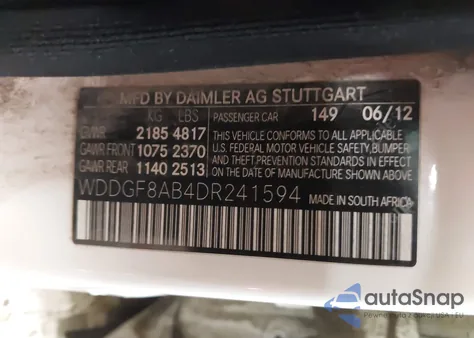 MFD BY DAIMLER AG STUTTGART
KG LBS PASSENGER CAR 149 06/12
GVWR 2185 4817 THIS VEHICLE CONFORMS TO ALL APPLICABLE
GAWR FRONT 1075 2370 U.S. FEDERAL MOTOR VEHICLE SAFETY, BUMPER,
GAWR REAR 1140 2513 AND THEFT PREVENTION STANDARDS IN EFFECT
ON THE DATE OF MANUFACTURE SHOWN ABOVE
WDDGF8AB4DR241594
MADE IN SOUTH AFRICA
autoSnap